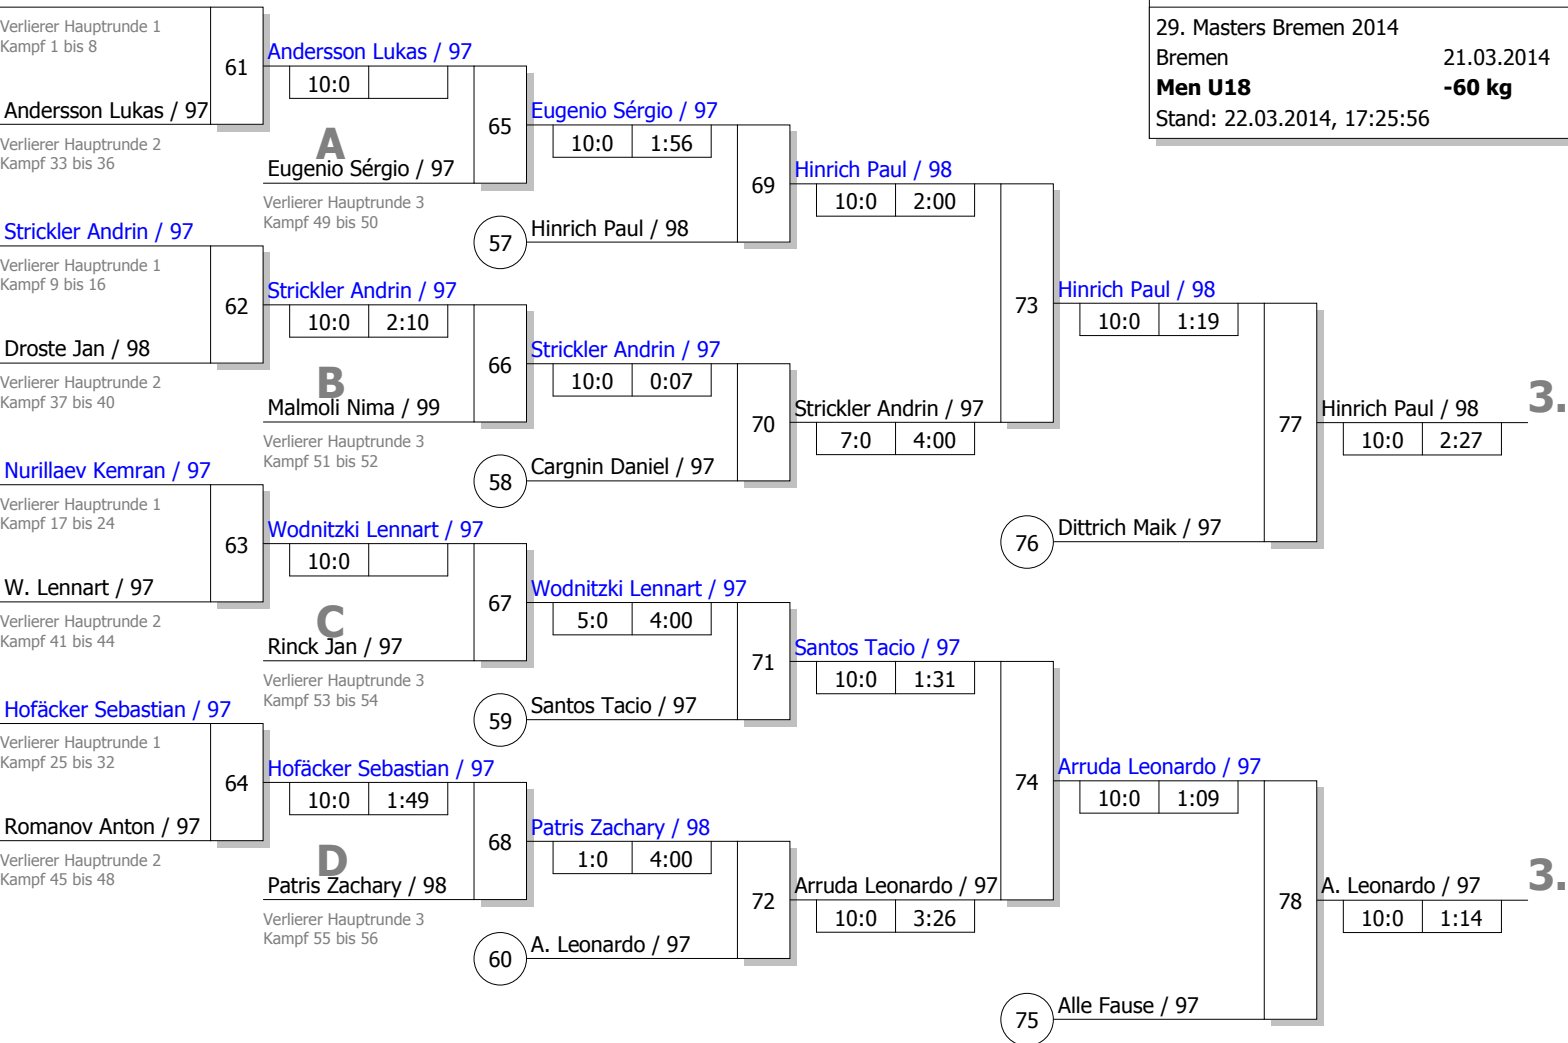 29. Masters Bremen 2014
Bremen 21.03.2014
Men U18 -60 kg
Stand: 22.03.2014, 17:25:56
Verlierer Hauptrunde 1
Kampf 1 bis 8
61
Andersson Lukas / 97
Verlierer Hauptrunde 2
Kampf 33 bis 36
Strickler Andrin / 97
Verlierer Hauptrunde 1
Kampf 9 bis 16
62
Droste Jan / 98
Verlierer Hauptrunde 2
Kampf 37 bis 40
Nurillaev Kemran / 97
Verlierer Hauptrunde 1
Kampf 17 bis 24
63
W. Lennart / 97
Verlierer Hauptrunde 2
Kampf 41 bis 44
Hofäcker Sebastian / 97
Verlierer Hauptrunde 1
Kampf 25 bis 32
64
Romanov Anton / 97
Verlierer Hauptrunde 2
Kampf 45 bis 48
Andersson Lukas / 97
10:0
65
A
Eugenio Sérgio / 97
Verlierer Hauptrunde 3
Kampf 49 bis 50
Strickler Andrin / 97
10:0 2:10
66
B
Malmoli Nima / 99
Verlierer Hauptrunde 3
Kampf 51 bis 52
Wodnitzki Lennart / 97
10:0
67
C
Rinck Jan / 97
Verlierer Hauptrunde 3
Kampf 53 bis 54
Hofäcker Sebastian / 97
10:0 1:49
68
D
Patris Zachary / 98
Verlierer Hauptrunde 3
Kampf 55 bis 56
Eugenio Sérgio / 97
10:0 1:56
69
57 Hinrich Paul / 98
Strickler Andrin / 97
10:0 0:07
70
58 Cargnin Daniel / 97
Wodnitzki Lennart / 97
5:0 4:00
71
59 Santos Tacio / 97
Patris Zachary / 98
1:0 4:00
72
60 A. Leonardo / 97
Hinrich Paul / 98
10:0 2:00
73
Strickler Andrin / 97
7:0 4:00
Santos Tacio / 97
10:0 1:31
74
Arruda Leonardo / 97
10:0 3:26
Hinrich Paul / 98
10:0 1:19
77
76 Dittrich Maik / 97
Arruda Leonardo / 97
10:0 1:09
78
75 Alle Fause / 97
Hinrich Paul / 98 3.
10:0 2:27
A. Leonardo / 97 3.
10:0 1:14